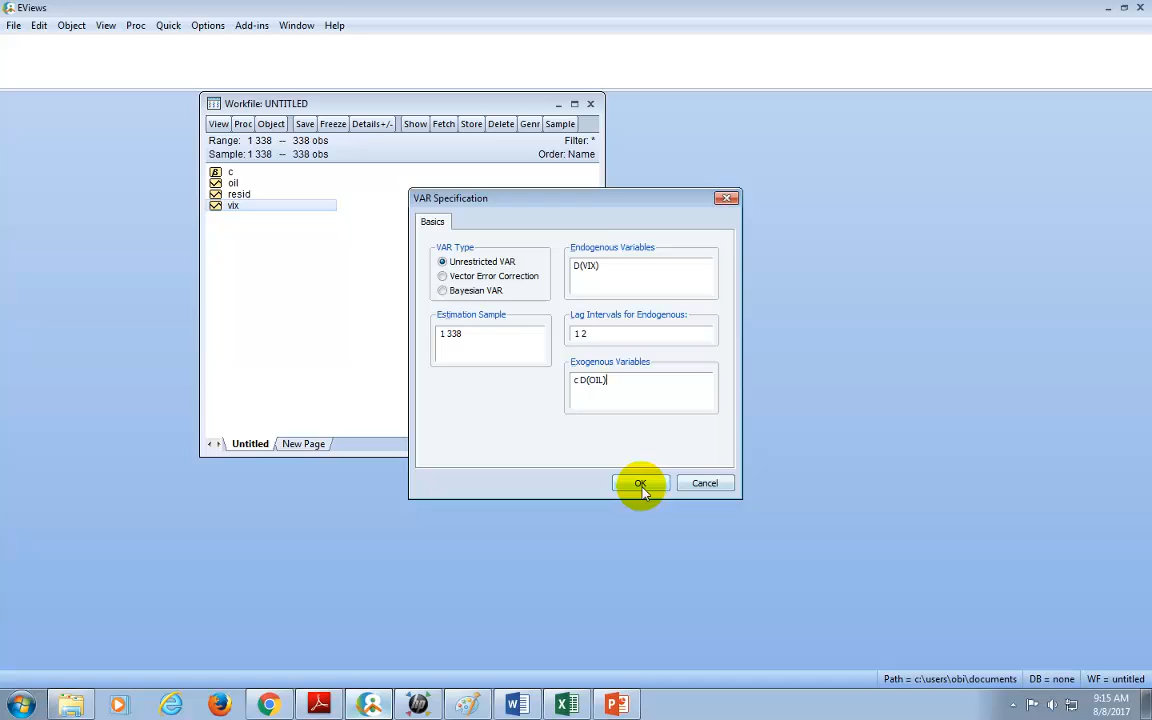 EViews
File Edit Object View Proc Quick Options Add-ins Window Help
Workfile: UNTITLED
View Proc Object Save Freeze Details+/- Show Fetch Store Delete Genr Sample
Range: 1 338 -- 338 obs Filter: *
Sample: 1 338 -- 338 obs Order: Name
c
oil
resid
vix
Untitled New Page
VAR Specification
Basics
VAR Type
Unrestricted VAR
Vector Error Correction
Bayesian VAR
Estimation Sample
1 338
Endogenous Variables
D(VIX)
Lag Intervals for Endogenous:
1 2
Exogenous Variables
c D(OIL)
OK Cancel
Path = c:\users\obi\documents DB = none WF = untitled
9:15 AM
8/8/2017